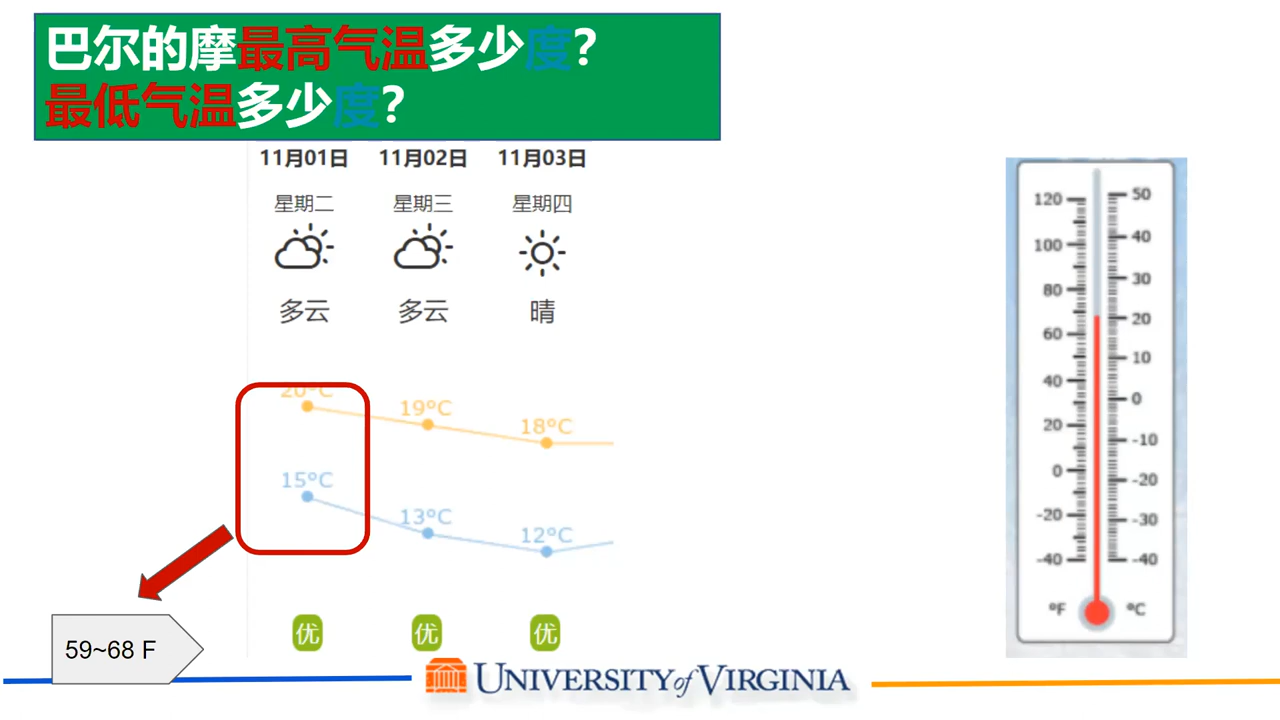 巴尔的摩最高气温多少度?
最低气温多少度?
11月01日 11月02日 11月03日
星期二 星期三 星期四
多云 多云 晴
20°C 19°C 18°C
15°C 13°C 12°C
优 优 优
59~68 F
UNIVERSITY of VIRGINIA
120 50
100 40
80 30
60 20
40 10
20 0
0 -10
-20 -20
-40 -30
-40
°F °C